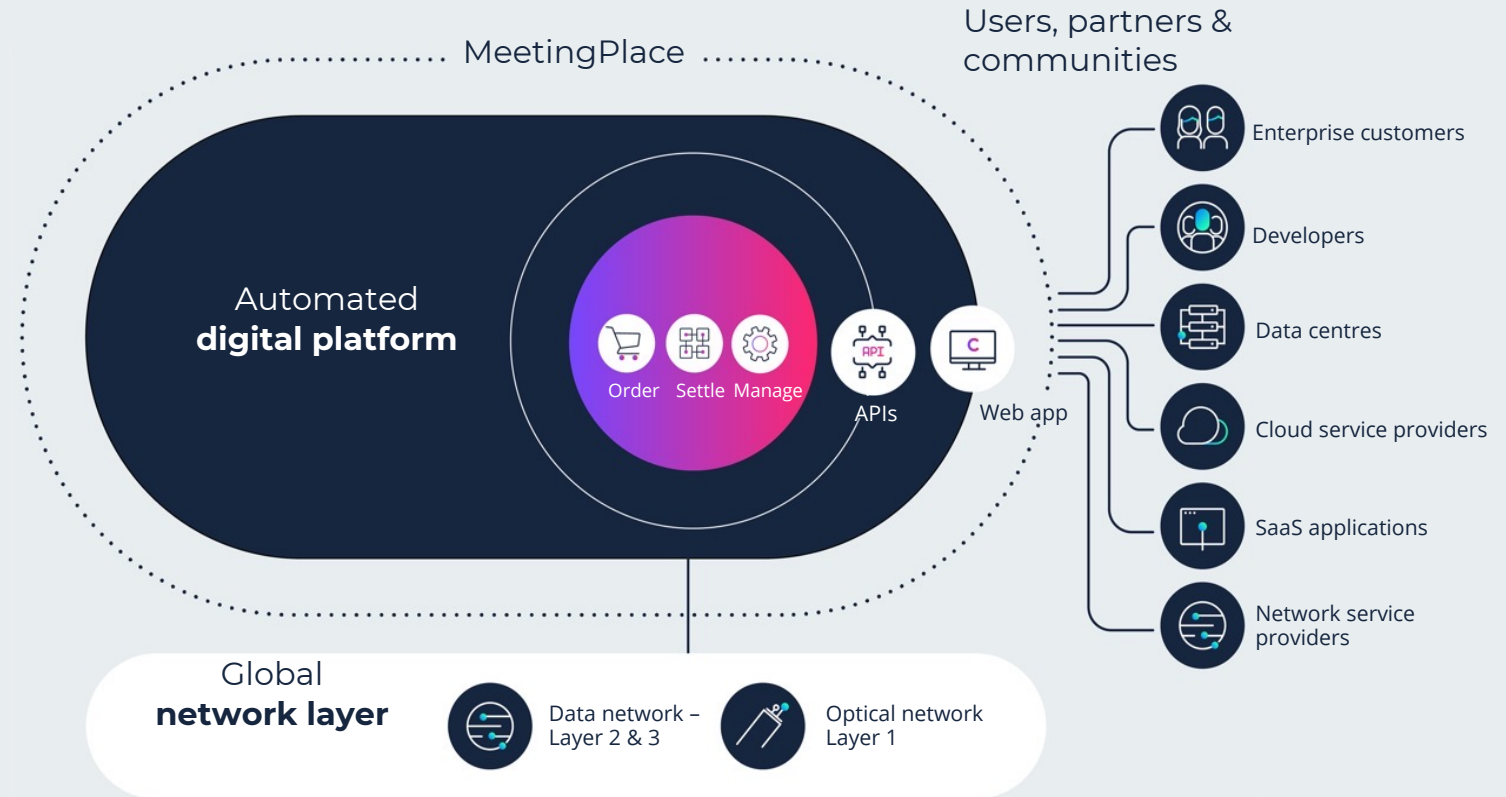 MeetingPlace
Users, partners &
communities
Automated
digital platform
Order
Settle
Manage
API
APIs
C
Web app
Enterprise customers
Developers
Data centres
Cloud service providers
SaaS applications
Network service
providers
Global
network layer
Data network –
Layer 2 & 3
Optical network
Layer 1